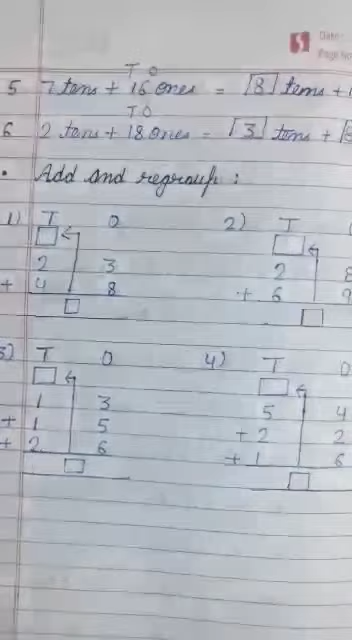 Date:
Page No
T O
5 7 tens + 16 ones = 8 tens +
T O
6 2 tens + 18 ones = 3 tens +
. Add and regroup :
1) T O
2 3
+ 4 8
2) T
2 8
+ 6 9
3) T O
1 3
+ 1 5
+ 2 6
4) T O
5 4
+ 2 2
+ 1 6